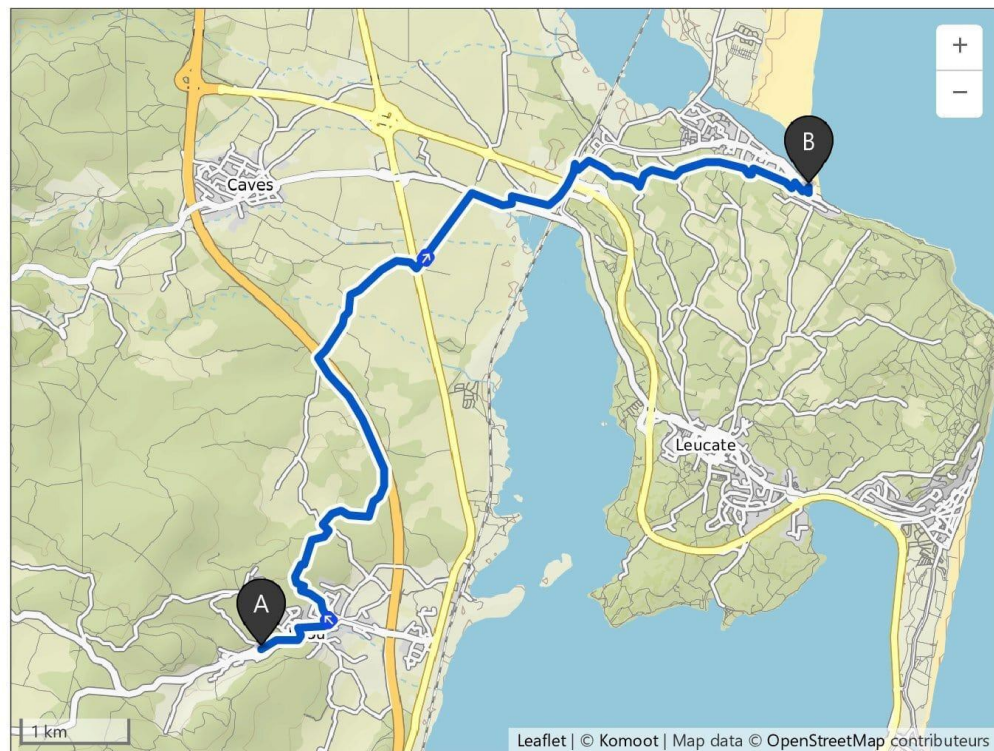 +
−
B
Caves
Leucate
A
1 km
Leaflet | © Komoot | Map data © OpenStreetMap contributeurs